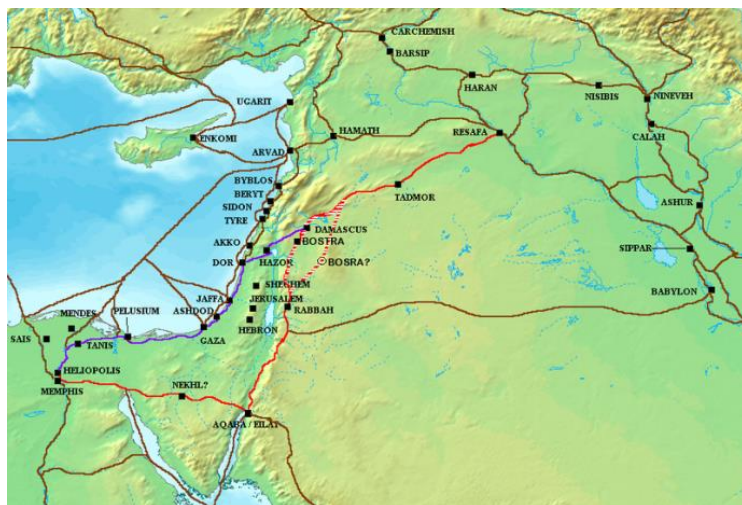 CARCHEMISH
BARSIP
HARAN
NISIBIS
NINEVEH
UGARIT
CALAH
ENKOMI
HAMATH
RESAFA
ARVAD
BYBLOS
BERYT
SIDON
TYRE
TADMOR
ASHUR
DAMASCUS
BOSTRA
AKKO
DOR
HAZOR
BOSRA?
SIPPAR
SHECHEM
JERUSALEM
JAFFA
ASHDOD
RABBAH
BABYLON
MENDES
PELUSIUM
HEBRON
GAZA
SAIS
TANIS
HELIOPOLIS
MEMPHIS
NEKHL?
AQABA / EILAT